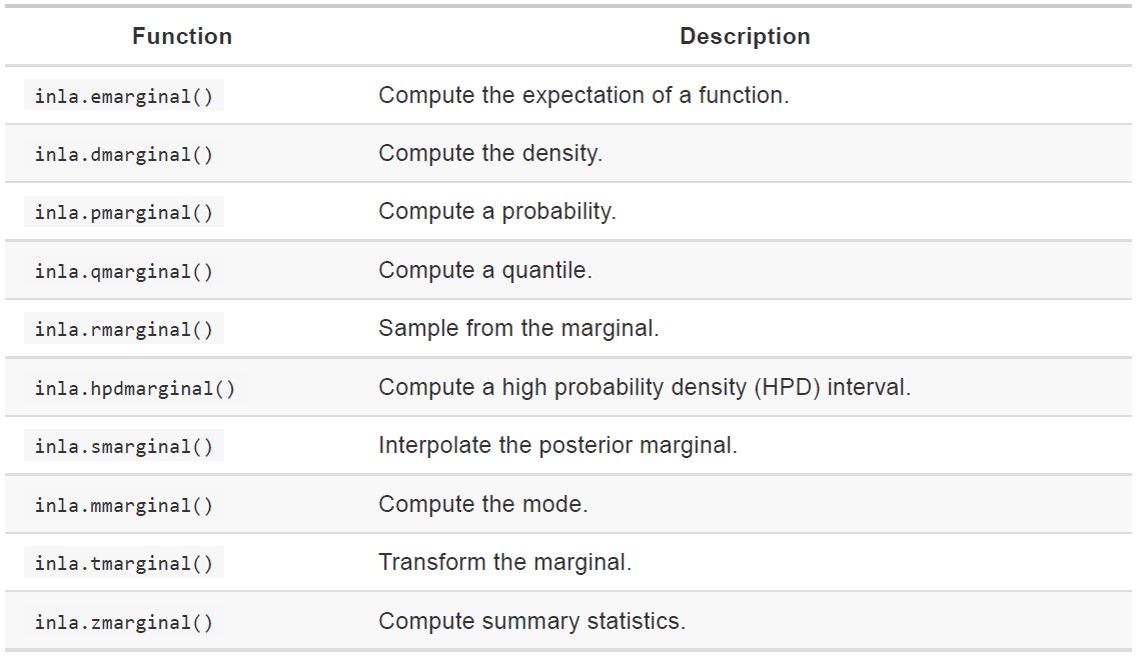 Function Description
inla.emarginal() Compute the expectation of a function.
inla.dmarginal() Compute the density.
inla.pmarginal() Compute a probability.
inla.qmarginal() Compute a quantile.
inla.rmarginal() Sample from the marginal.
inla.hpdmarginal() Compute a high probability density (HPD) interval.
inla.smarginal() Interpolate the posterior marginal.
inla.mmarginal() Compute the mode.
inla.tmarginal() Transform the marginal.
inla.zmarginal() Compute summary statistics.